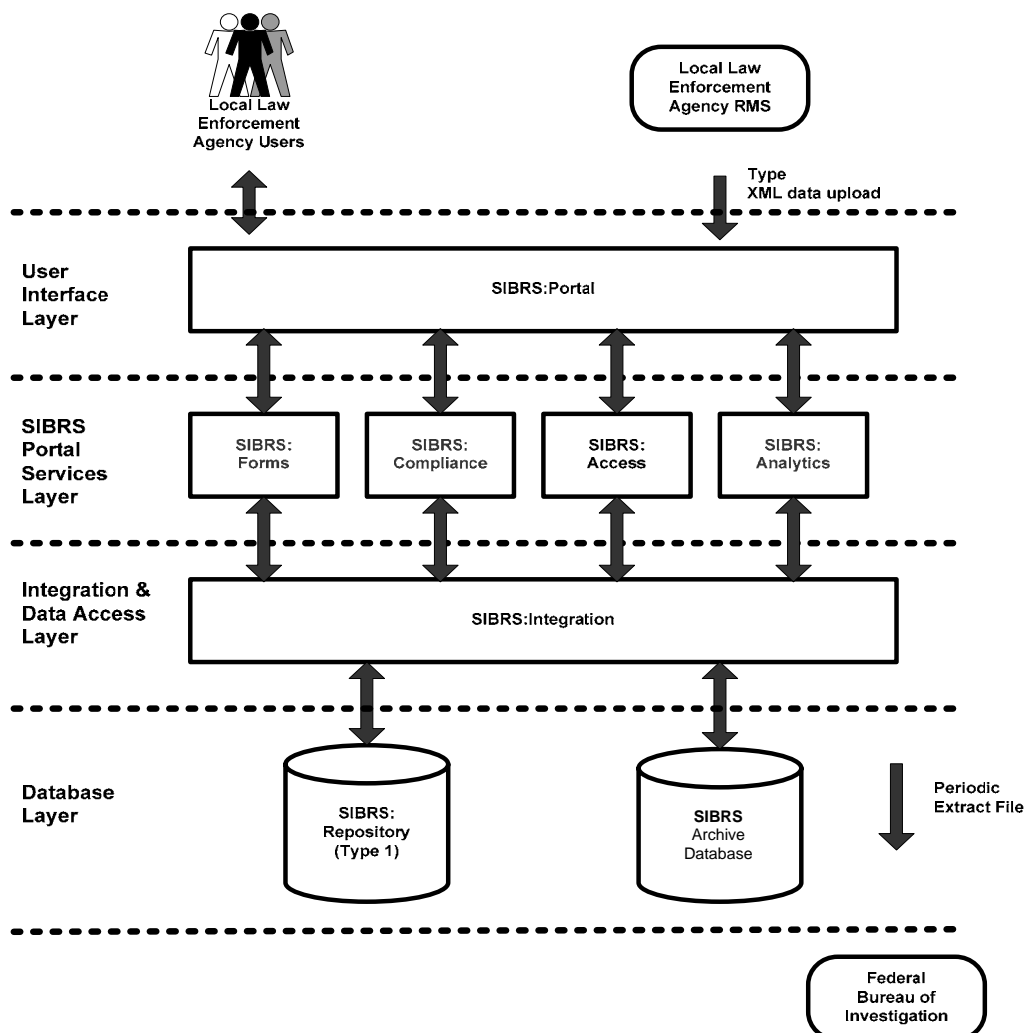 Local Law
Enforcement
Agency Users
Local Law
Enforcement
Agency RMS
Type
XML data upload
User
Interface
Layer
SIBRS:Portal
SIBRS
Portal
Services
Layer
SIBRS:
Forms
SIBRS:
Compliance
SIBRS:
Access
SIBRS:
Analytics
Integration &
Data Access
Layer
SIBRS:Integration
Database
Layer
SIBRS:
Repository
(Type 1)
SIBRS
Archive
Database
Periodic
Extract File
Federal
Bureau of
Investigation